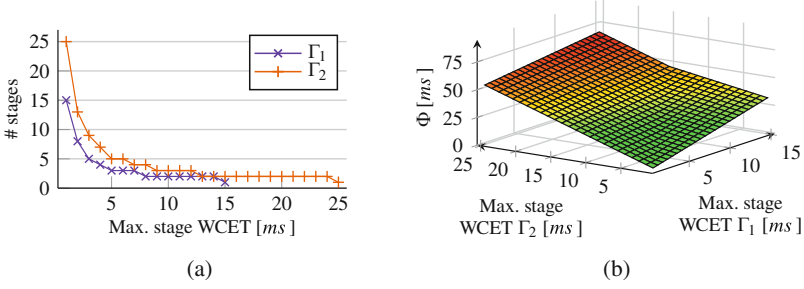 25
20
15
10
5
0
# stages
Γ1
Γ2
5 10 15 20 25
Max. stage WCET [ms]
(a)
75
50
25
0
Φ [ms]
25 20 15 10 5
Max. stage
WCET Γ2 [ms]
5 10 15
Max. stage
WCET Γ1 [ms]
(b)